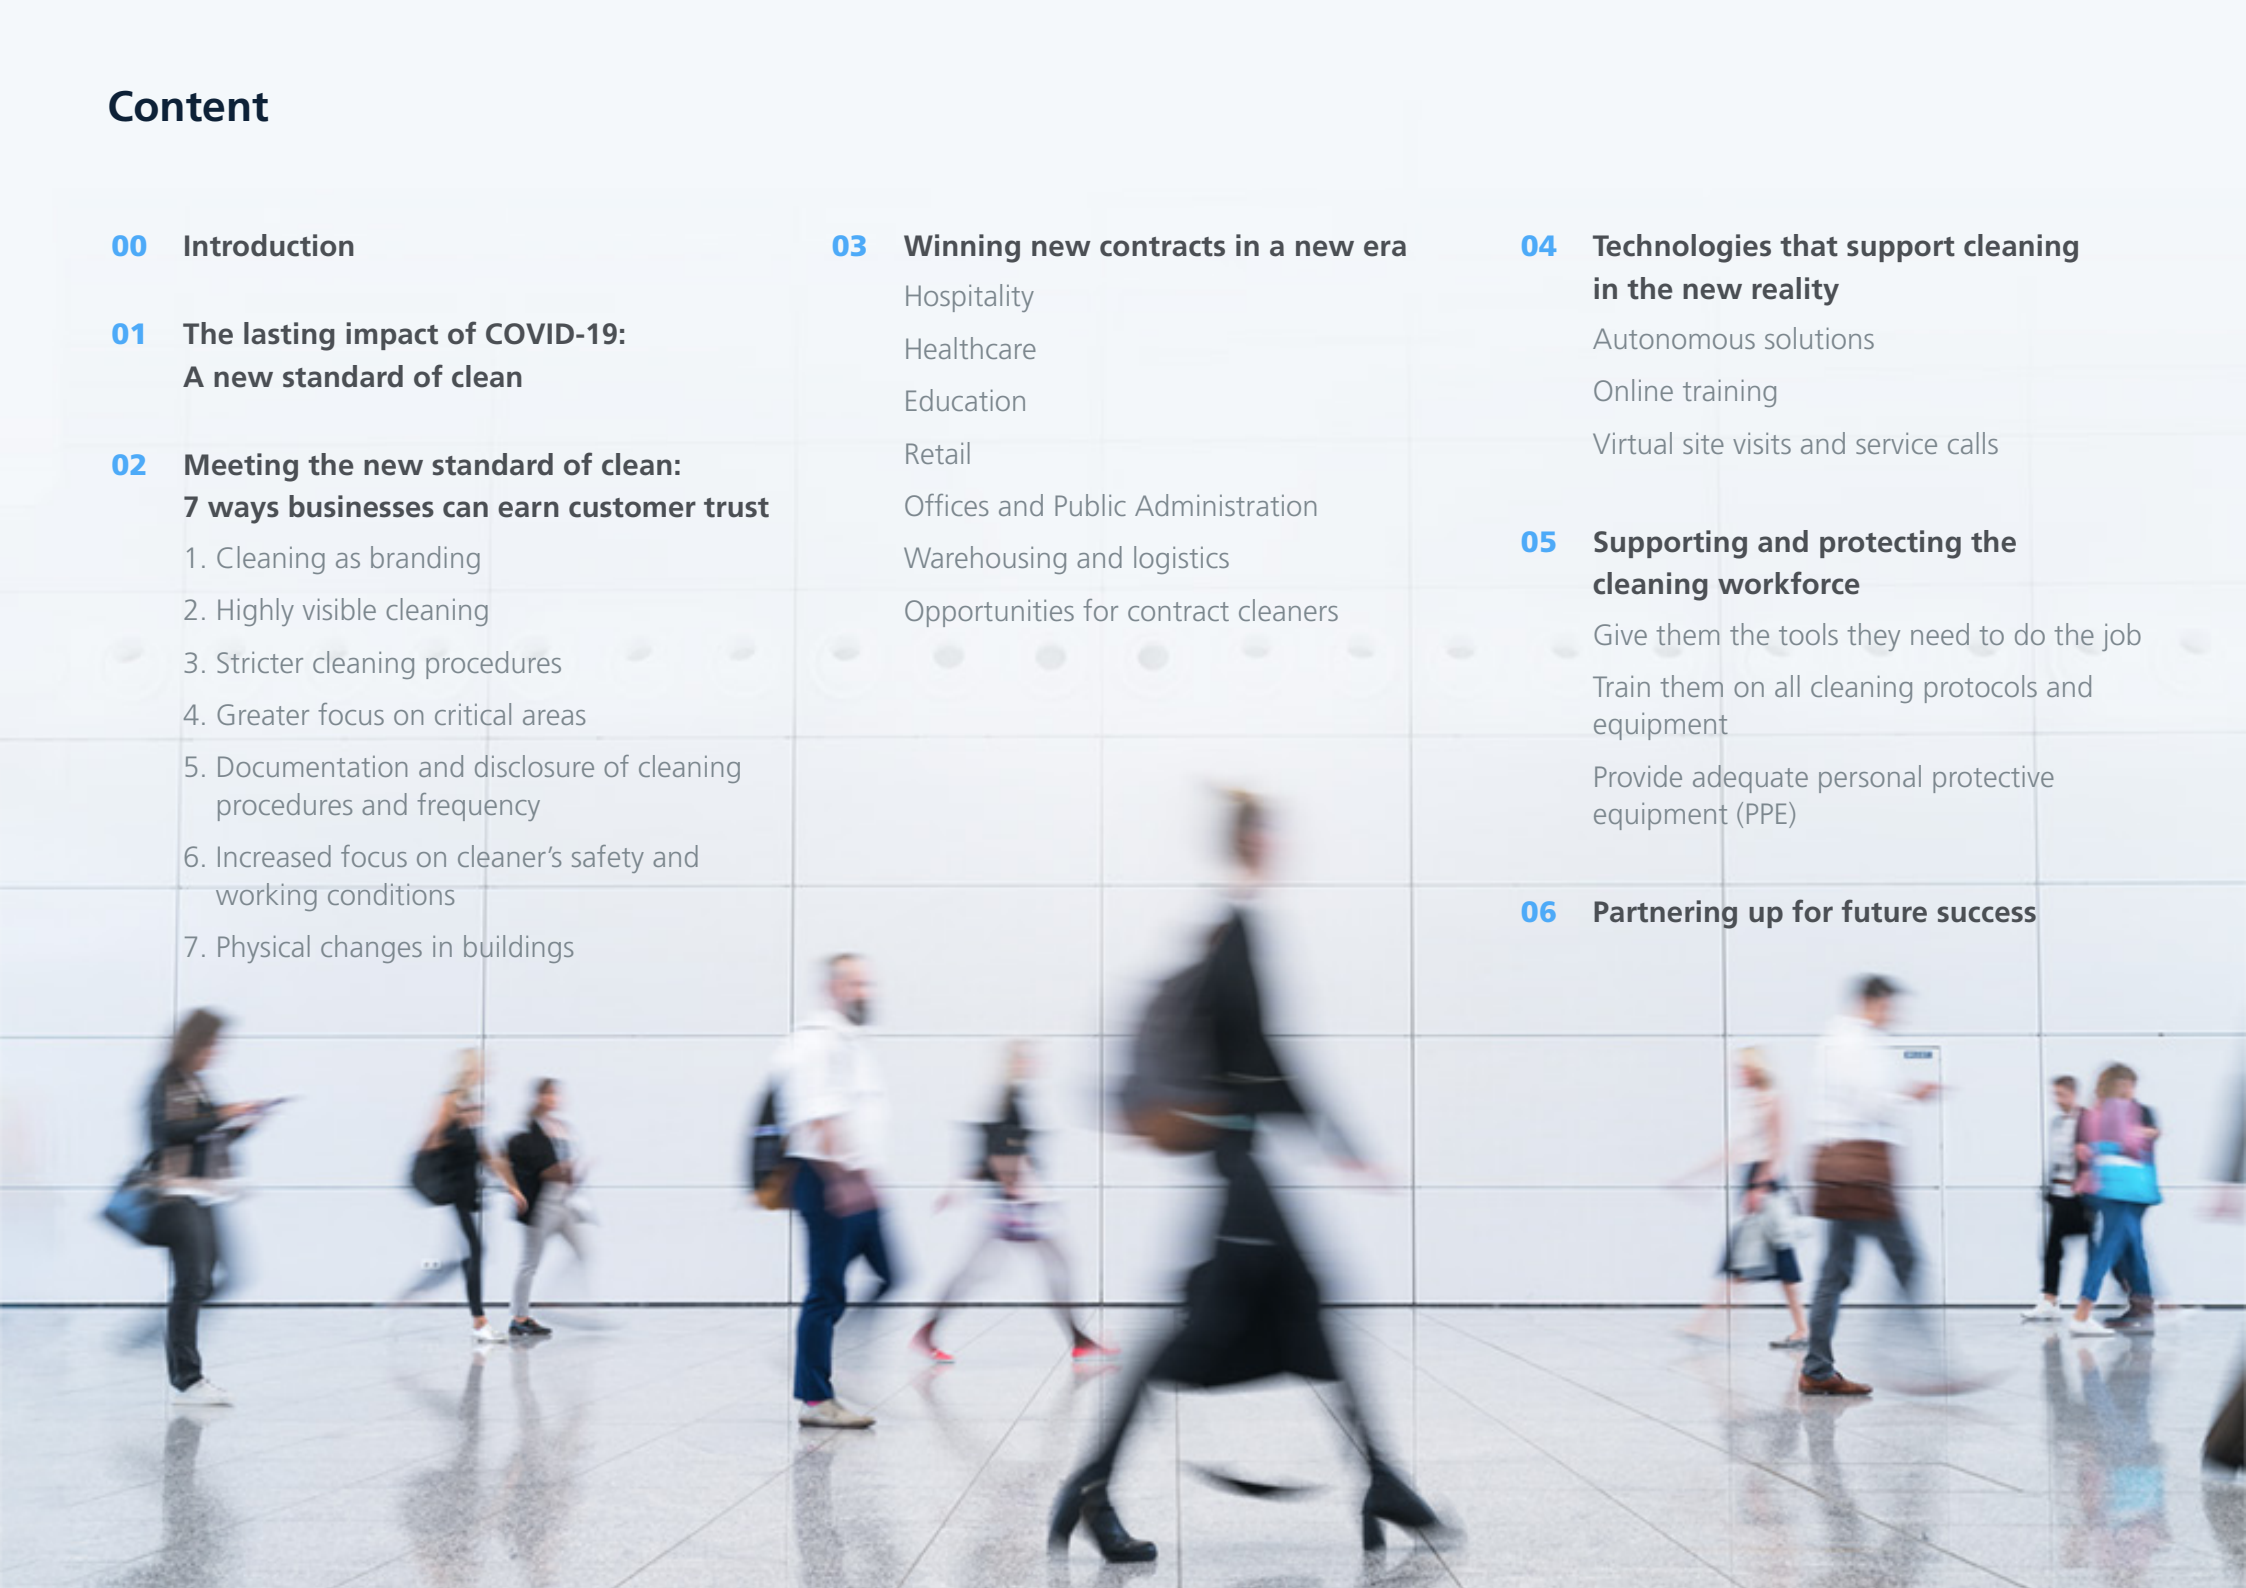 Content
00 Introduction
01 The lasting impact of COVID-19:
A new standard of clean
02 Meeting the new standard of clean:
7 ways businesses can earn customer trust
1. Cleaning as branding
2. Highly visible cleaning
3. Stricter cleaning procedures
4. Greater focus on critical areas
5. Documentation and disclosure of cleaning
procedures and frequency
6. Increased focus on cleaner’s safety and
working conditions
7. Physical changes in buildings
03 Winning new contracts in a new era
Hospitality
Healthcare
Education
Retail
Offices and Public Administration
Warehousing and logistics
Opportunities for contract cleaners
04 Technologies that support cleaning
in the new reality
Autonomous solutions
Online training
Virtual site visits and service calls
05 Supporting and protecting the
cleaning workforce
Give them the tools they need to do the job
Train them on all cleaning protocols and
equipment
Provide adequate personal protective
equipment (PPE)
06 Partnering up for future success